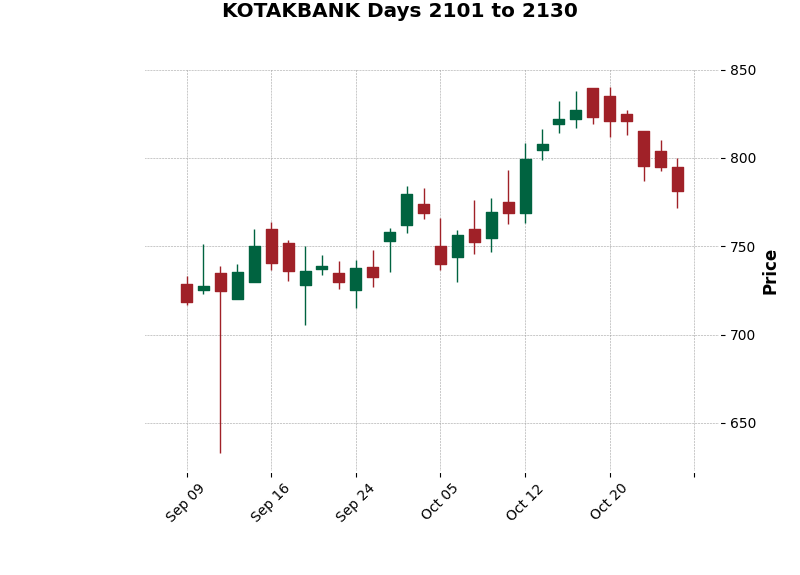 KOTAKBANK Days 2101 to 2130
850
800
750
700
650
Price
Sep 09
Sep 16
Sep 24
Oct 05
Oct 12
Oct 20